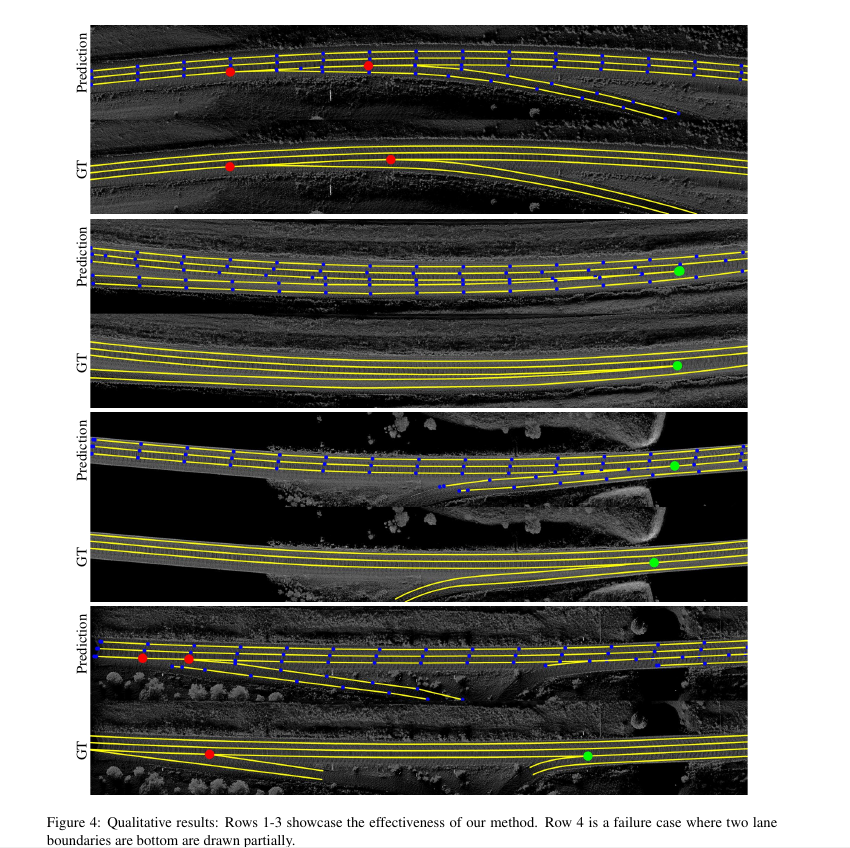 Prediction
GT
Prediction
GT
Prediction
GT
Prediction
GT
Figure 4: Qualitative results: Rows 1-3 showcase the effectiveness of our method. Row 4 is a failure case where two lane
boundaries are bottom are drawn partially.